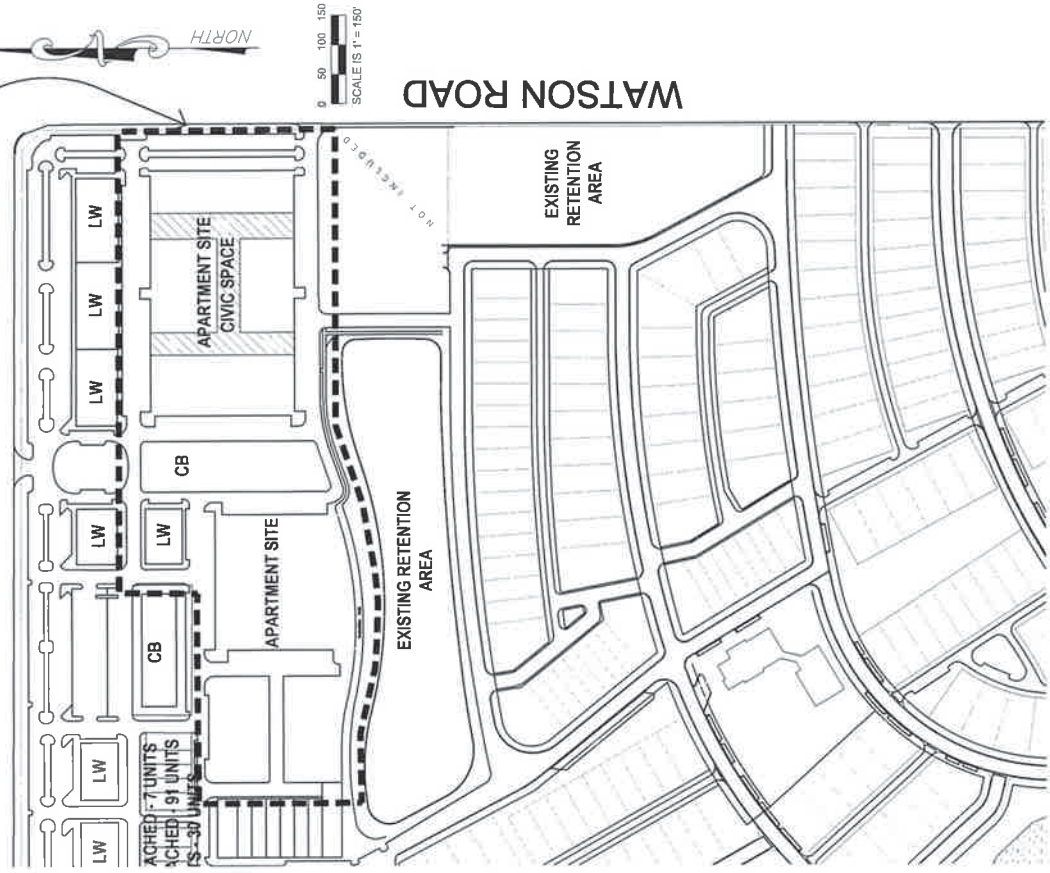 NORTH
0 50 100 150
SCALE IS 1" = 150'
WATSON ROAD
NOT INCLUDED
EXISTING
RETENTION
AREA
APARTMENT SITE
CIVIC SPACE
LW
LW
LW
CB
LW
LW
APARTMENT SITE
EXISTING RETENTION
AREA
CB
LW
LW
ACHED - 7 UNITS
ACHED - 91 UNITS
TS - 30 UNITS